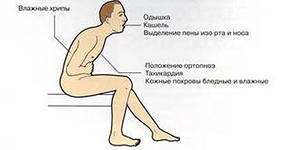 Влажные хрипы
Одышка
Кашель
Выделение пены изо рта и носа
Положение ортопноэ
Тахикардия
Кожные покровы бледные и влажные